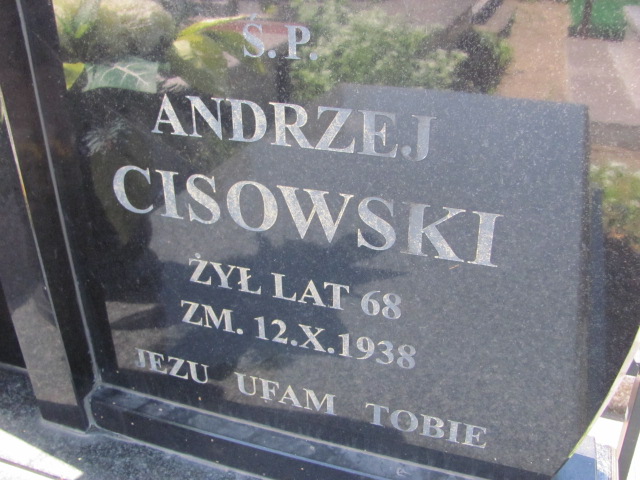 Ś.P.
ANDRZEJ
CISOWSKI
ŻYŁ LAT 68
ZM. 12.X.1938
JEZU UFAM TOBIE